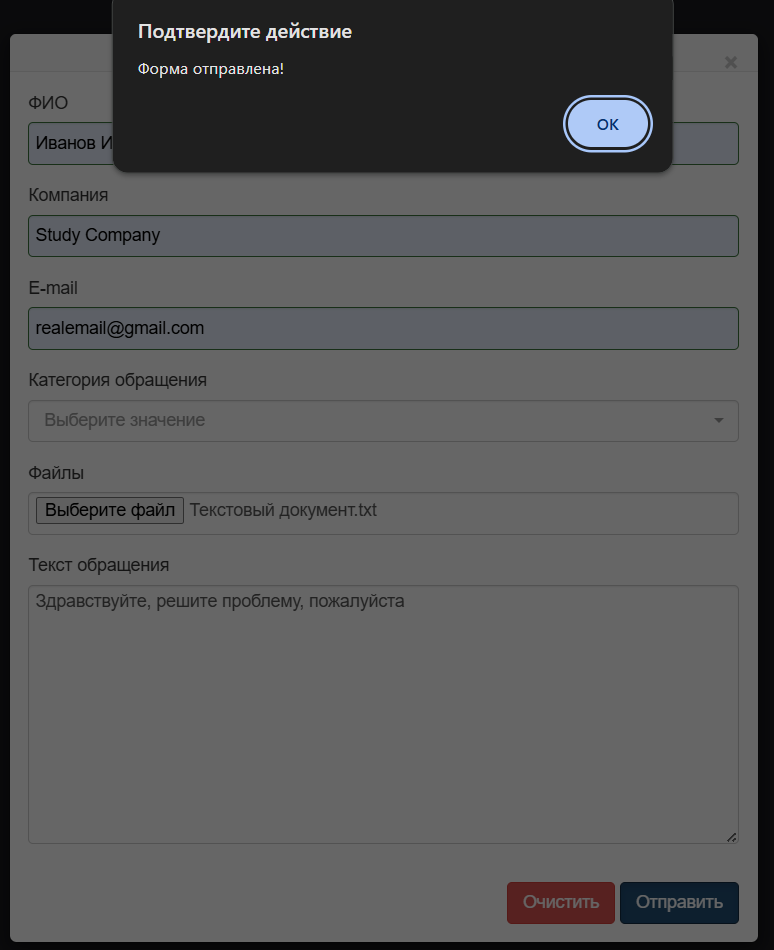 Подтвердите действие
Форма отправлена!
ОК
×
ФИО
Иванов И
Компания
Study Company
E-mail
realemail@gmail.com
Категория обращения
Выберите значение
Файлы
Выберите файл Текстовый документ.txt
Текст обращения
Здравствуйте, решите проблему, пожалуйста
Очистить Отправить